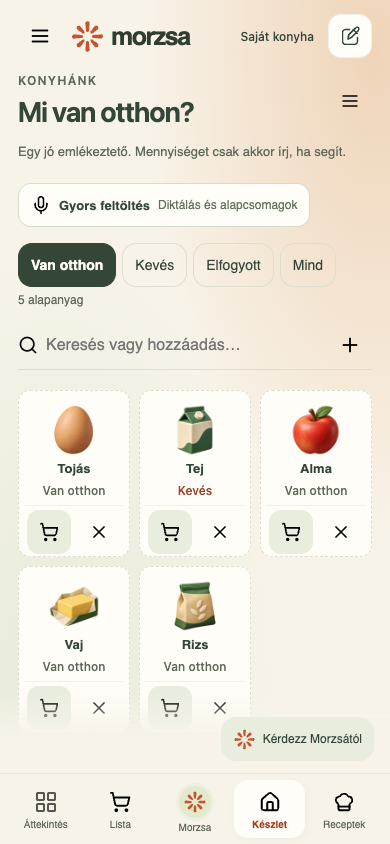 morzsa
Saját konyha
KONYHÁNK
Mi van otthon?
Egy jó emlékeztető. Mennyiséget csak akkor írj, ha segít.
Gyors feltöltés Diktálás és alapcsomagok
Van otthon Kevés Elfogyott Mind
5 alapanyag
Keresés vagy hozzáadás…
Tojás Tej Alma
Van otthon Kevés Van otthon
Vaj Rizs
Van otthon Van otthon
Kérdezz Morzsától
Áttekintés Lista Morzsa Készlet Receptek